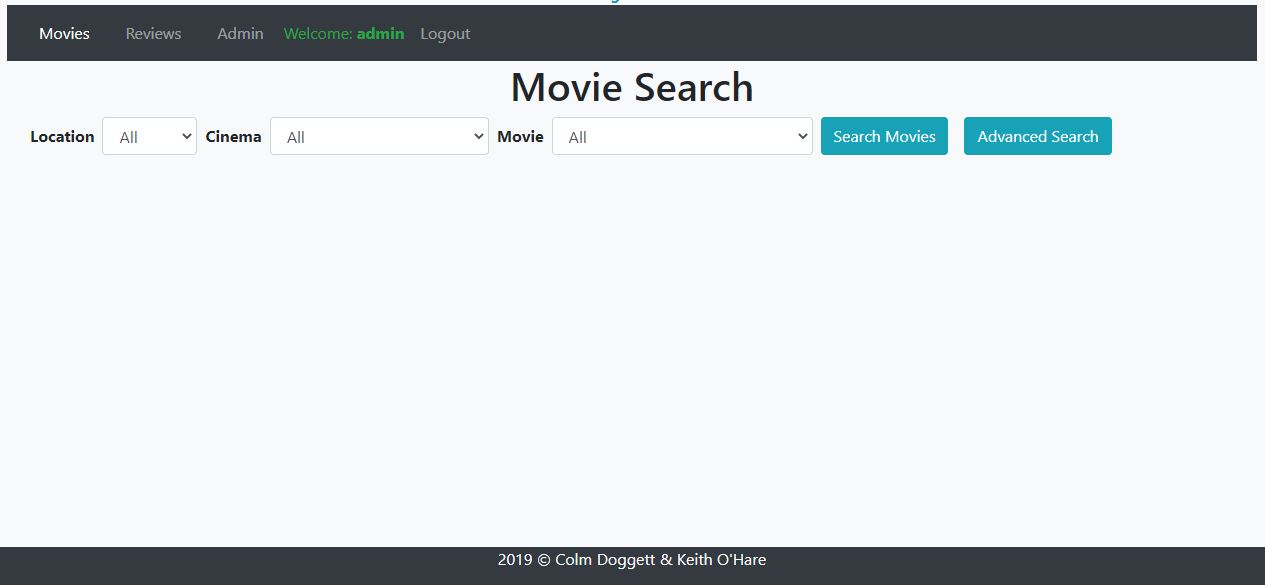 Movies Reviews Admin Welcome: admin Logout
Movie Search
Location All Cinema All Movie All Search Movies Advanced Search
2019 © Colm Doggett & Keith O'Hare